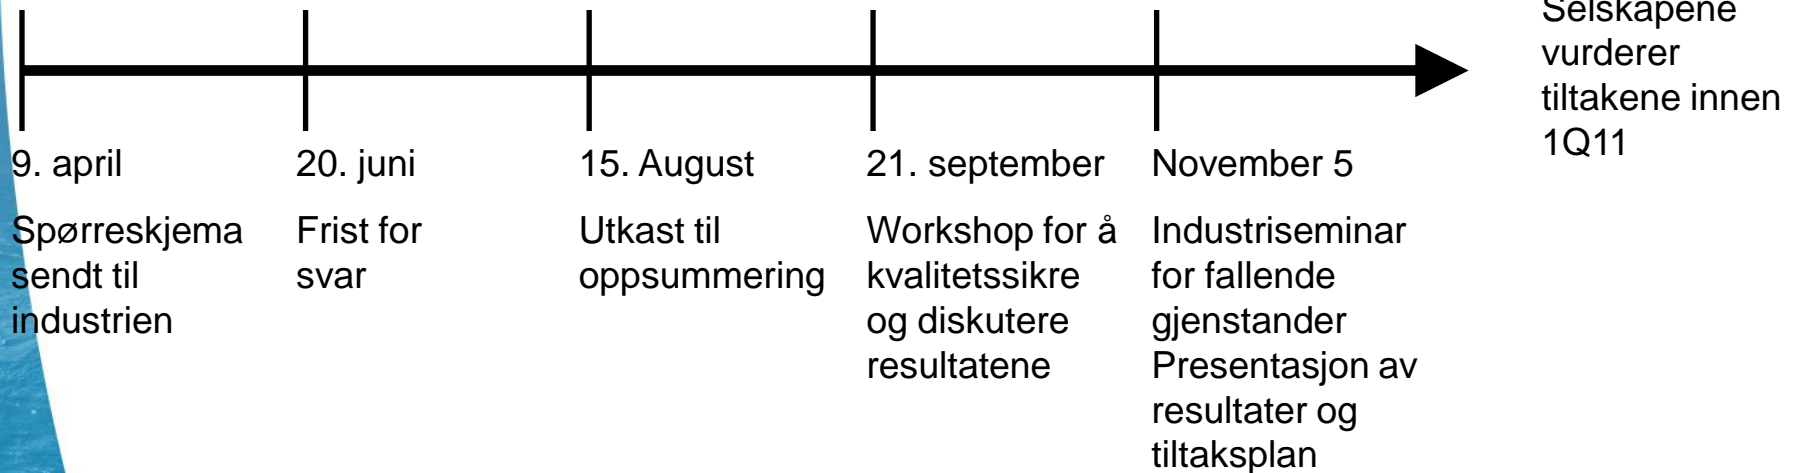 Selskapene
vurderer
tiltakene innen
1Q11
9. april
Spørreskjema
sendt til
industrien
20. juni
Frist for
svar
15. August
Utkast til
oppsummering
21. september
Workshop for å
kvalitetssikre
og diskutere
resultatene
November 5
Industriseminar
for fallende
gjenstander
Presentasjon av
resultater og
tiltaksplan